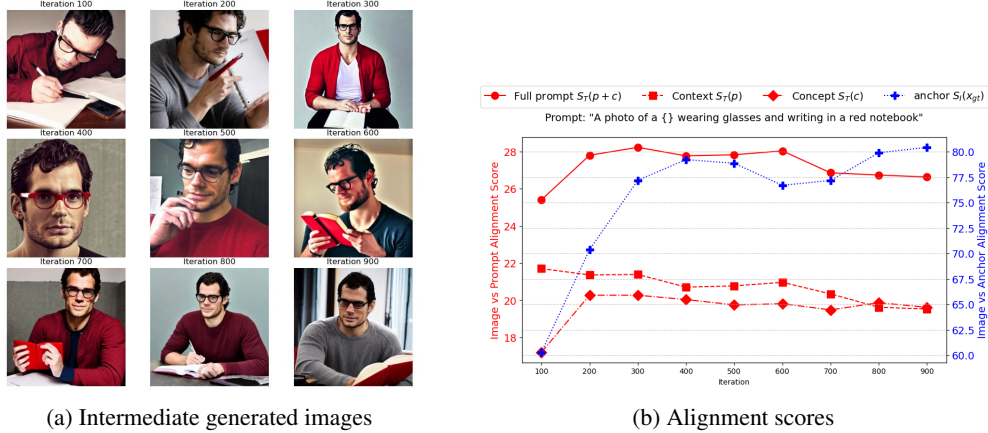 Iteration 100 Iteration 200 Iteration 300
Iteration 400 Iteration 500 Iteration 600
Iteration 700 Iteration 800 Iteration 900
(a) Intermediate generated images
Full prompt S_T(p + c) Context S_T(p) Concept S_T(c) anchor S_I(x_gt)
Prompt: "A photo of a {} wearing glasses and writing in a red notebook"
Image vs Prompt Alignment Score
28
26
24
22
20
18
80.0
77.5
75.0
72.5
70.0
67.5
65.0
62.5
60.0
Image vs Anchor Alignment Score
100 200 300 400 500 600 700 800 900
Iteration
(b) Alignment scores